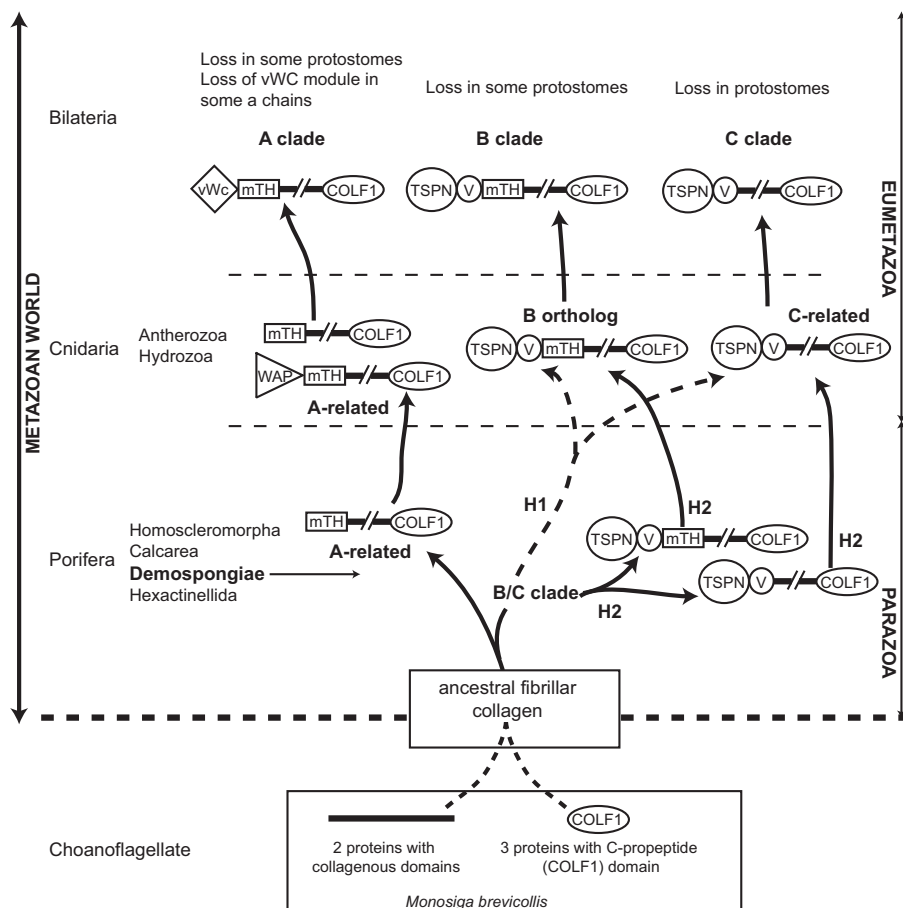 Loss in some protostomes
Loss of vWC module in
some a chains
Loss in some protostomes
Loss in protostomes
Bilateria
A clade
B clade
C clade
vWc
mTH
COLF1
TSPN
V
mTH
COLF1
TSPN
V
COLF1
EUMETAZOA
METAZOAN WORLD
Cnidaria
Antherozoa
Hydrozoa
mTH
COLF1
WAP
mTH
COLF1
A-related
B ortholog
TSPN
V
mTH
COLF1
C-related
TSPN
V
COLF1
H1
H2
H2
Porifera
Homoscleromorpha
Calcarea
Demospongiae
Hexactinellida
mTH
COLF1
A-related
TSPN
V
mTH
COLF1
B/C clade
H2
TSPN
V
COLF1
PARAZOA
ancestral fibrillar
collagen
Choanoflagellate
2 proteins with
collagenous domains
COLF1
3 proteins with C-propeptide
(COLF1) domain
Monosiga brevicollis